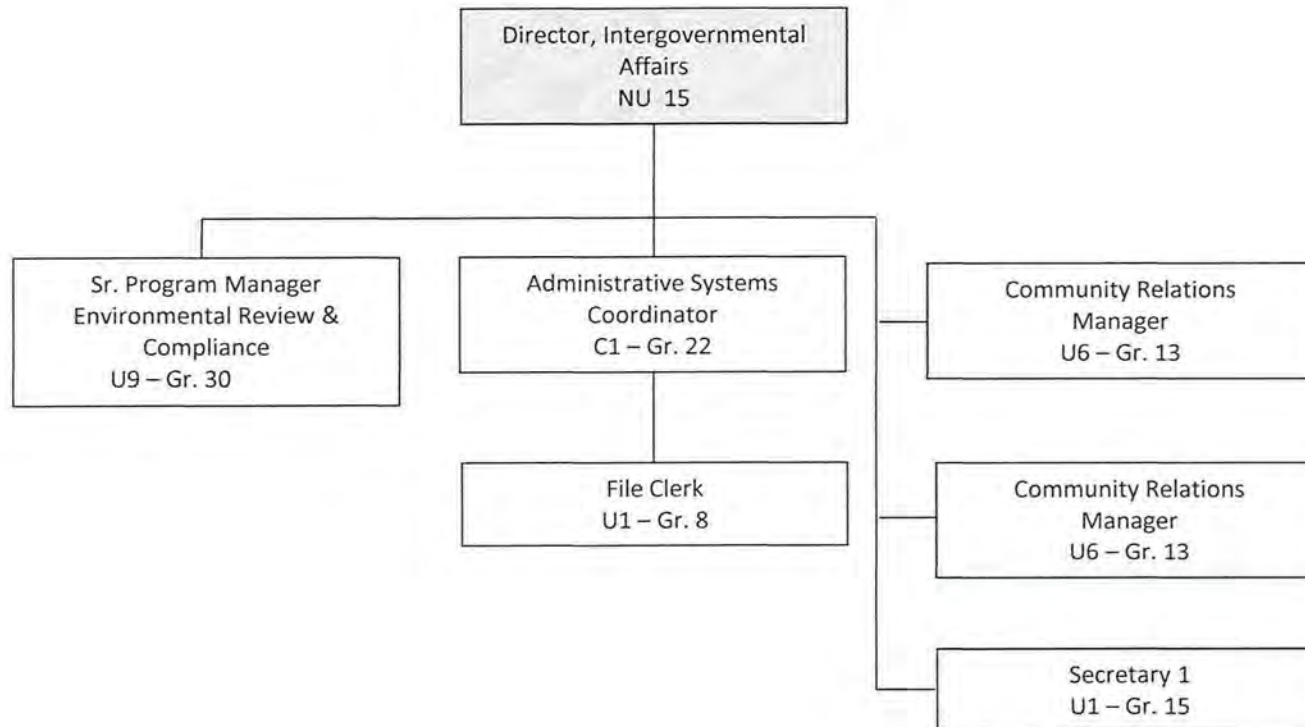 Director, Intergovernmental
Affairs
NU 15
Sr. Program Manager
Environmental Review &
Compliance
U9 – Gr. 30
Administrative Systems
Coordinator
C1 – Gr. 22
File Clerk
U1 – Gr. 8
Community Relations
Manager
U6 – Gr. 13
Community Relations
Manager
U6 – Gr. 13
Secretary 1
U1 – Gr. 15